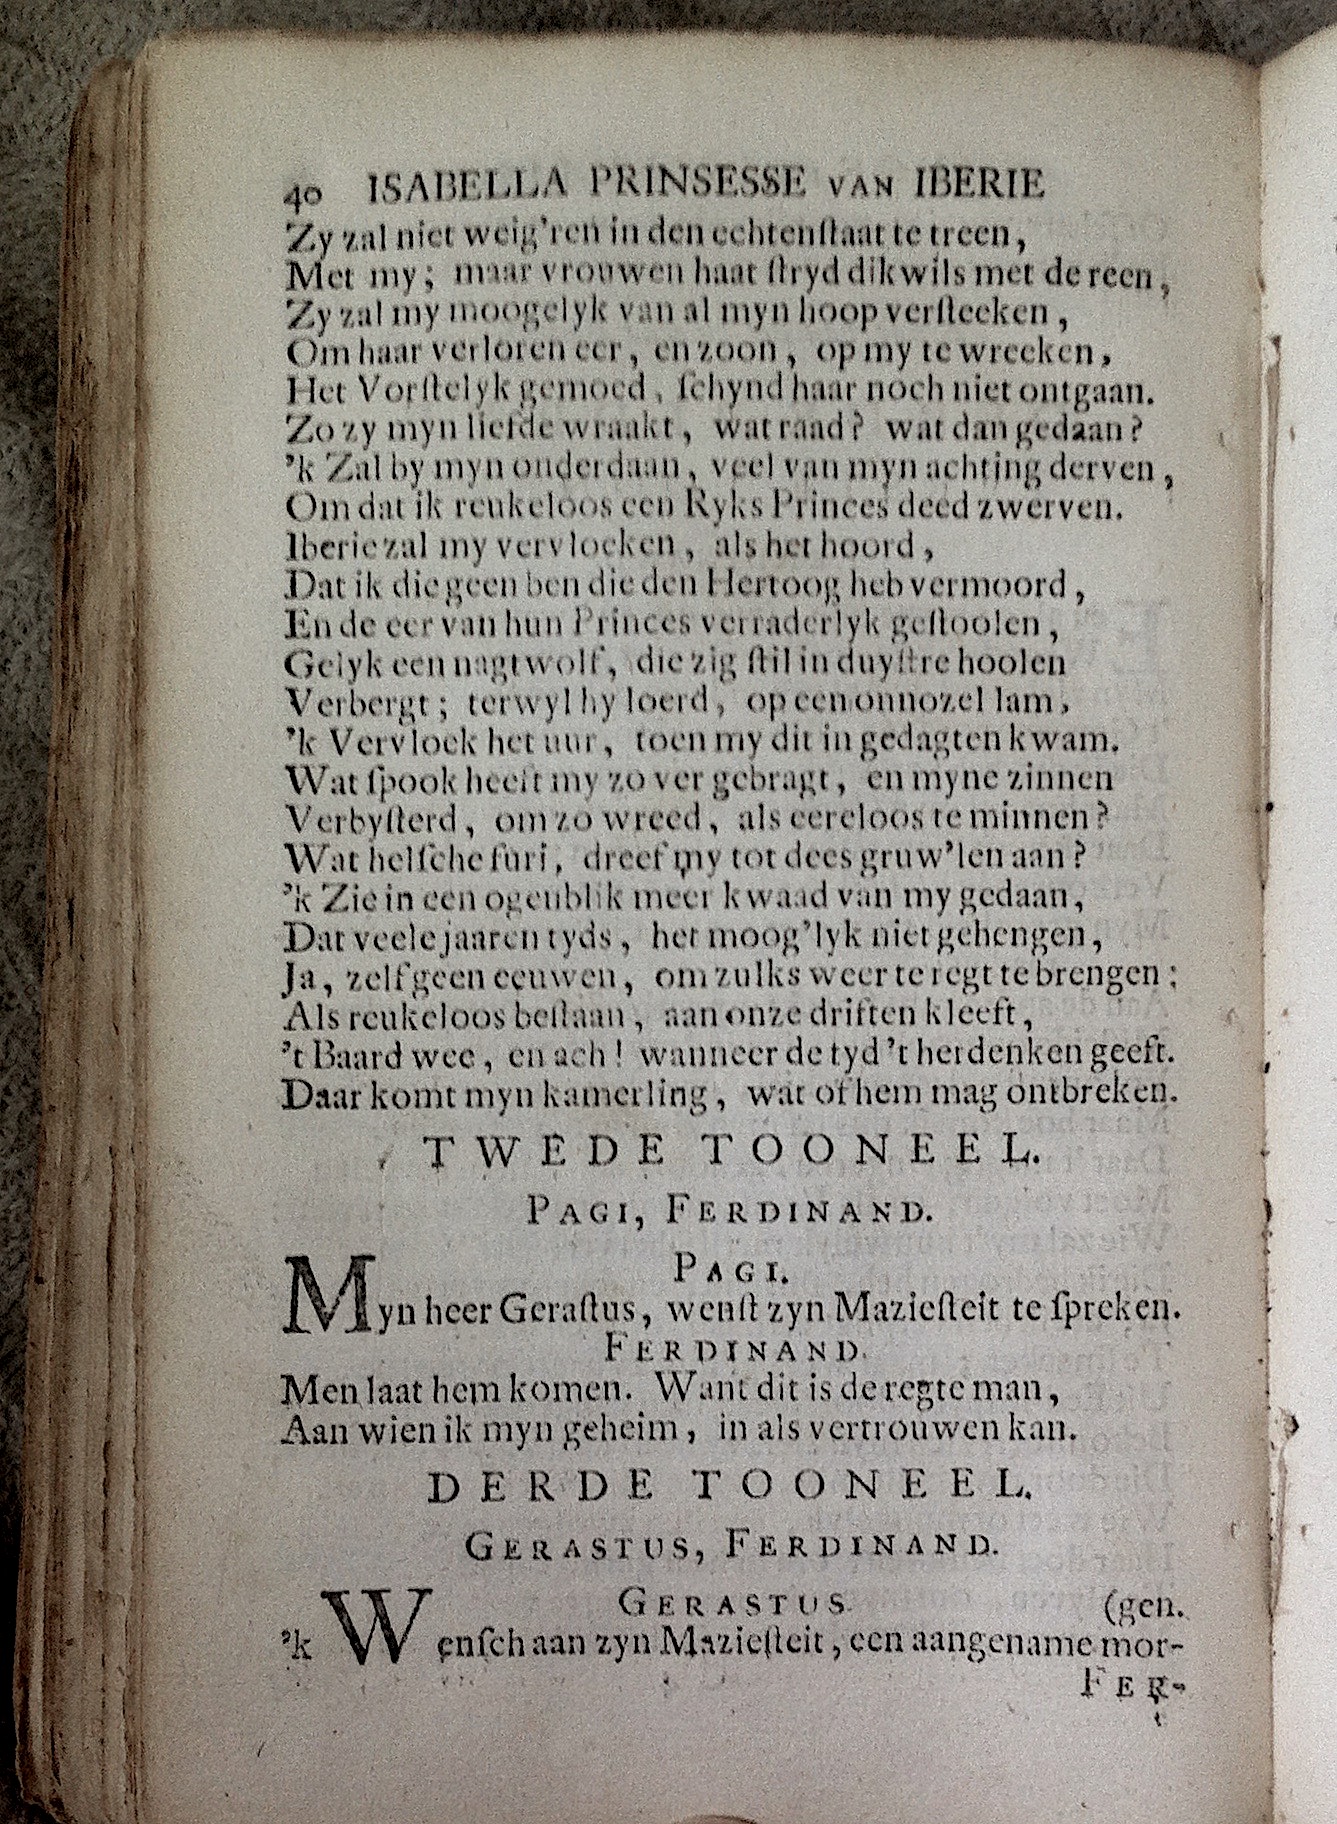 40 ISABELLA PRINSESSE VAN IBERIE
Zy zal niet weig'ren in den echtenſtaat te treen,
Met my; maar vrouwen haat ſtryd dikwils met de reen,
Zy zal my moogelyk van al myn hoop verſteeken,
Om haar verloren eer, en zoon, op my te wreeken,
Het Vorſtelyk gemoed, ſchynd haar noch niet ontgaan.
Zo zy myn liefde wraakt, wat raad? wat dan gedaan?
'k Zal by myn onderdaan, veel van myn achting derven,
Om dat ik reukeloos een Ryks Princes deed zwerven.
Iberie zal my vervloeken, als het hoord,
Dat ik die geen ben die den Hertoog heb vermoord,
En de eer van hun Princes verraderlyk geſtoolen,
Gelyk een nagtwolf, die zig ſtil in duyſtre hoolen
Verbergt; terwyl hy loerd, op een onnozel lam,
'k Vervloek het uur, toen my dit in gedagten kwam.
Wat ſpook heeft my zo ver gebragt, en myne zinnen
Verbyſterd, om zo wreed, als eereloos te minnen?
Wat helſche furi, dreef my tot dees gruw'len aan?
'k Zie in een ogenblik meer kwaad van my gedaan,
Dat veele jaaren tyds, het moog'lyk niet gehengen,
Ja, zelf geen eeuwen, om zulks weer te regt te brengen;
Als reukeloos beſtaan, aan onze driften kleeft,
't Baard wee, en ach! wanneer de tyd 't herdenken geeft.
Daar komt myn kamerling, wat of hem mag ontbreken.
TWEDE TOONEEL.
PAGI, FERDINAND.
PAGI.
Myn heer Geraſtus, wenſt zyn Mazieſteit te ſpreken.
FERDINAND.
Men laat hem komen. Want dit is de regte man,
Aan wien ik myn geheim, in als vertrouwen kan.
DERDE TOONEEL.
GERASTUS, FERDINAND.
GERASTUS. (gen.
'k Wenſch aan zyn Mazieſteit, een aangename mor-
FER-